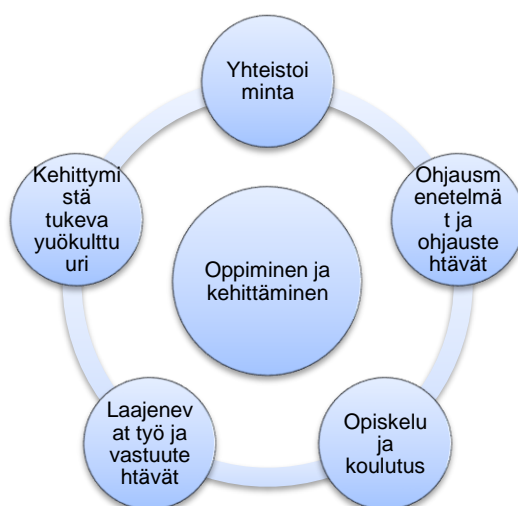 Yhteistoi
minta
Ohjausm
enetelmä
t ja
ohjauste
htävät
Opiskelu
ja
koulutus
Laajenev
at työ ja
vastuute
htävät
Kehittymi
stä
tukeva
yuökulttu
uri
Oppiminen ja
kehittäminen